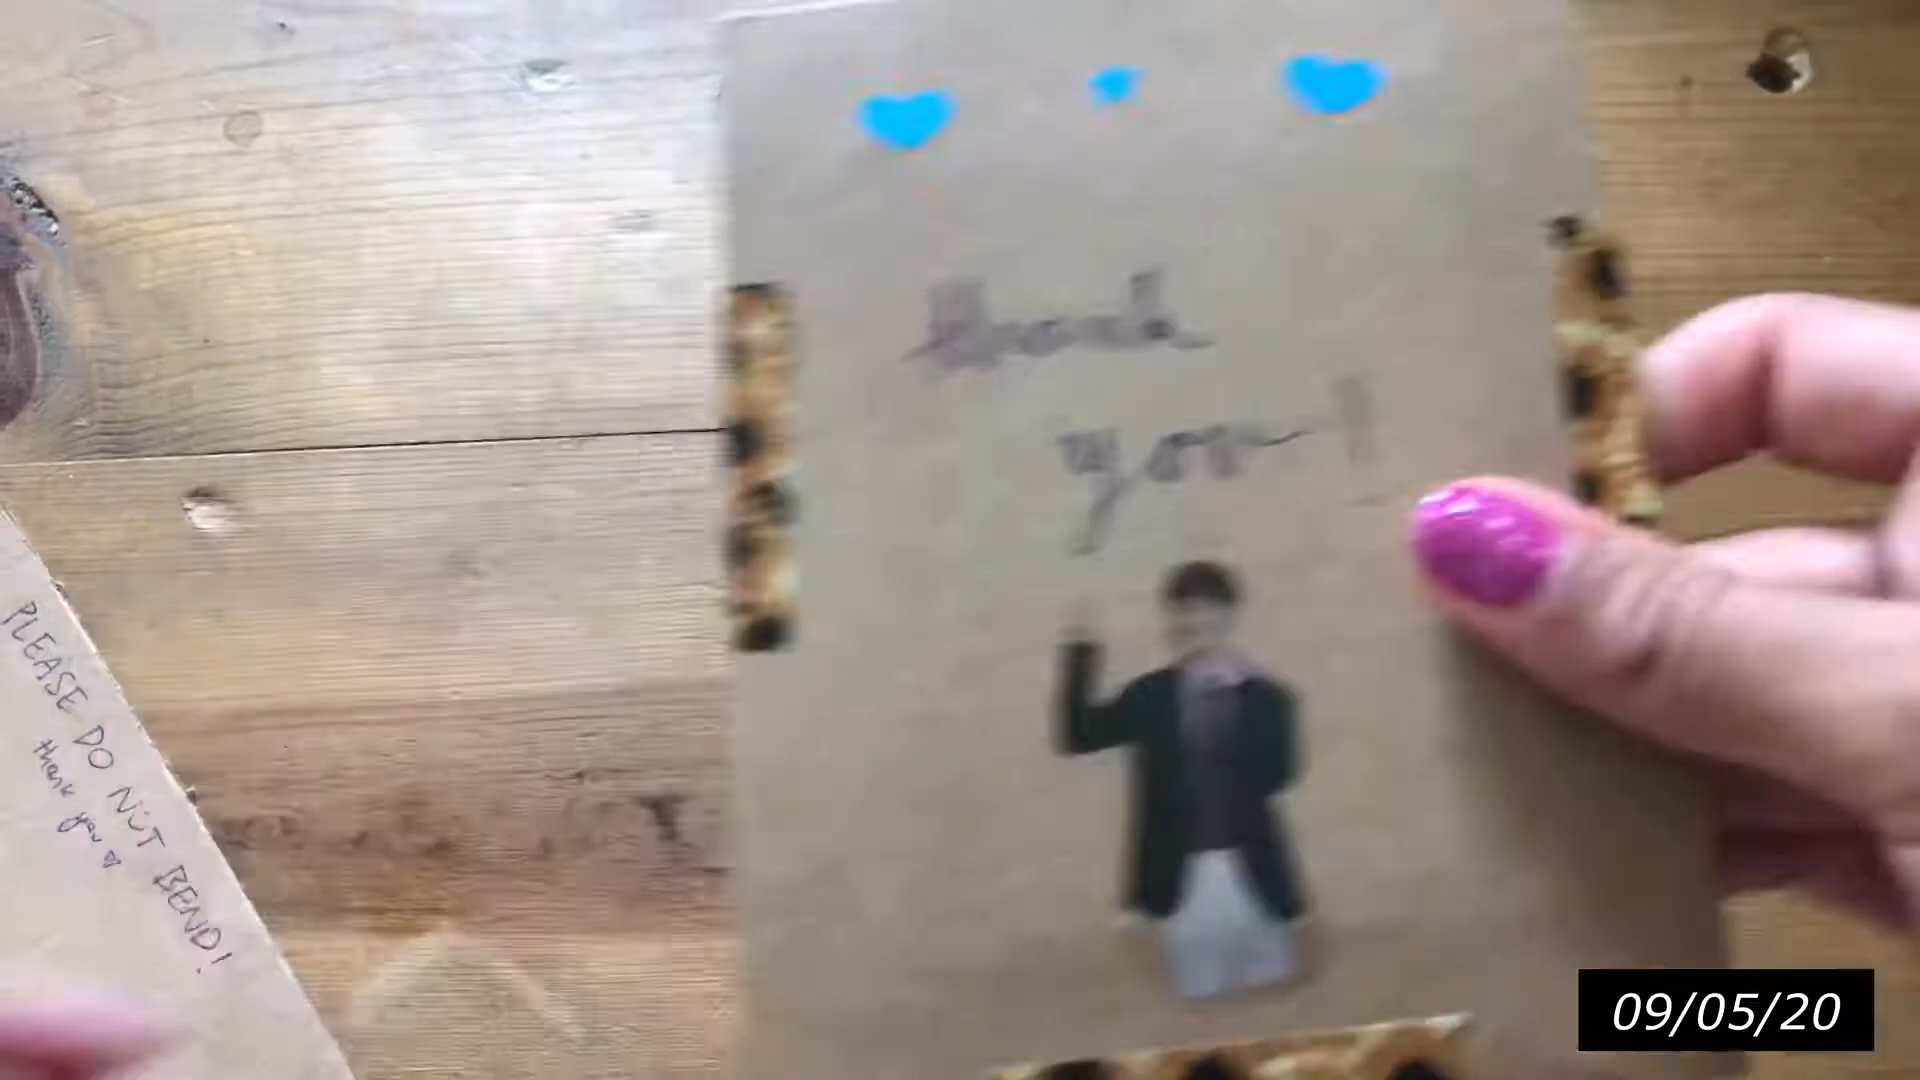 thank
you!
PLEASE DO NOT BEND!
thank you ♡
09/05/20